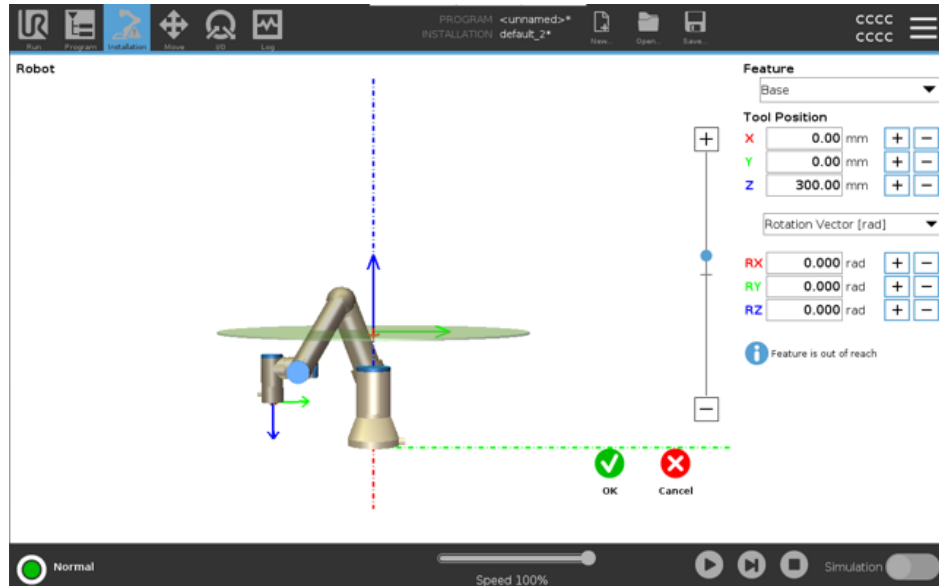 UR
Run
Program
Installation
Move
I/O
Log
PROGRAM <unnamed>*
INSTALLATION default_2*
New...
Open...
Save...
CCCC
CCCC
Robot
Feature
Base
Tool Position
X 0.00 mm + −
Y 0.00 mm + −
Z 300.00 mm + −
Rotation Vector [rad]
RX 0.000 rad + −
RY 0.000 rad + −
RZ 0.000 rad + −
i Feature is out of reach
+
−
OK
Cancel
Normal
Speed 100%
Simulation